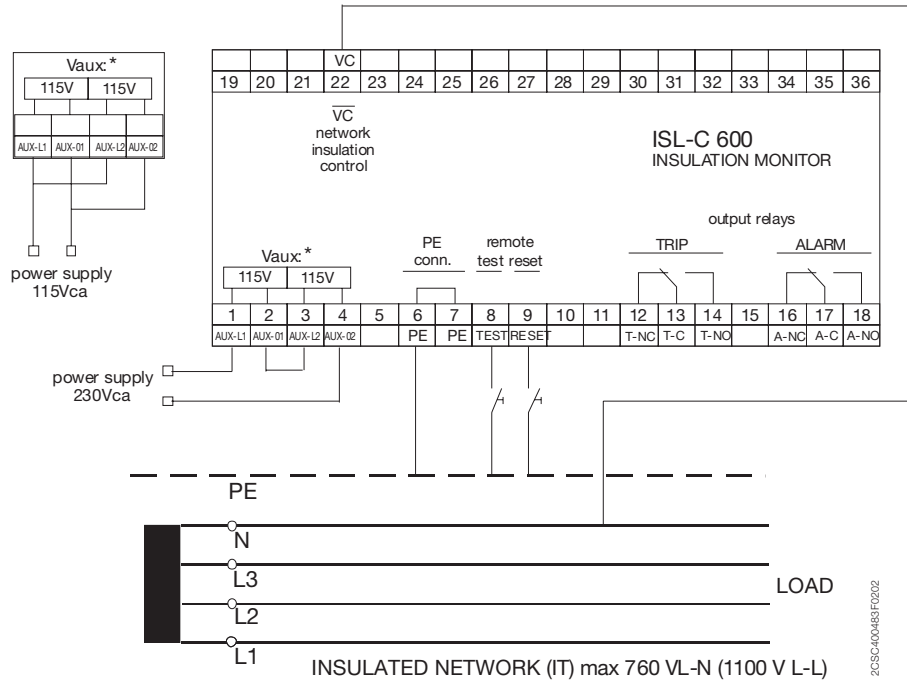 VC
Vaux: *
115V 115V
19 20 21 22 23 24 25 26 27 28 29 30 31 32 33 34 35 36
AUX-L1 AUX-01 AUX-L2 AUX-02
VC
network
insulation
control
ISL-C 600
INSULATION MONITOR
power supply
115Vca
output relays
PE
conn.
remote
test reset
TRIP
ALARM
Vaux: *
115V 115V
1 2 3 4 5 6 7 8 9 10 11 12 13 14 15 16 17 18
AUX-L1 AUX-01 AUX-L2 AUX-02 PE PE TEST RESET T-NC T-C T-NO A-NC A-C A-NO
power supply
230Vca
PE
N
L3
L2
L1
LOAD
INSULATED NETWORK (IT) max 760 VL-N (1100 V L-L)
2CSC400483F0202